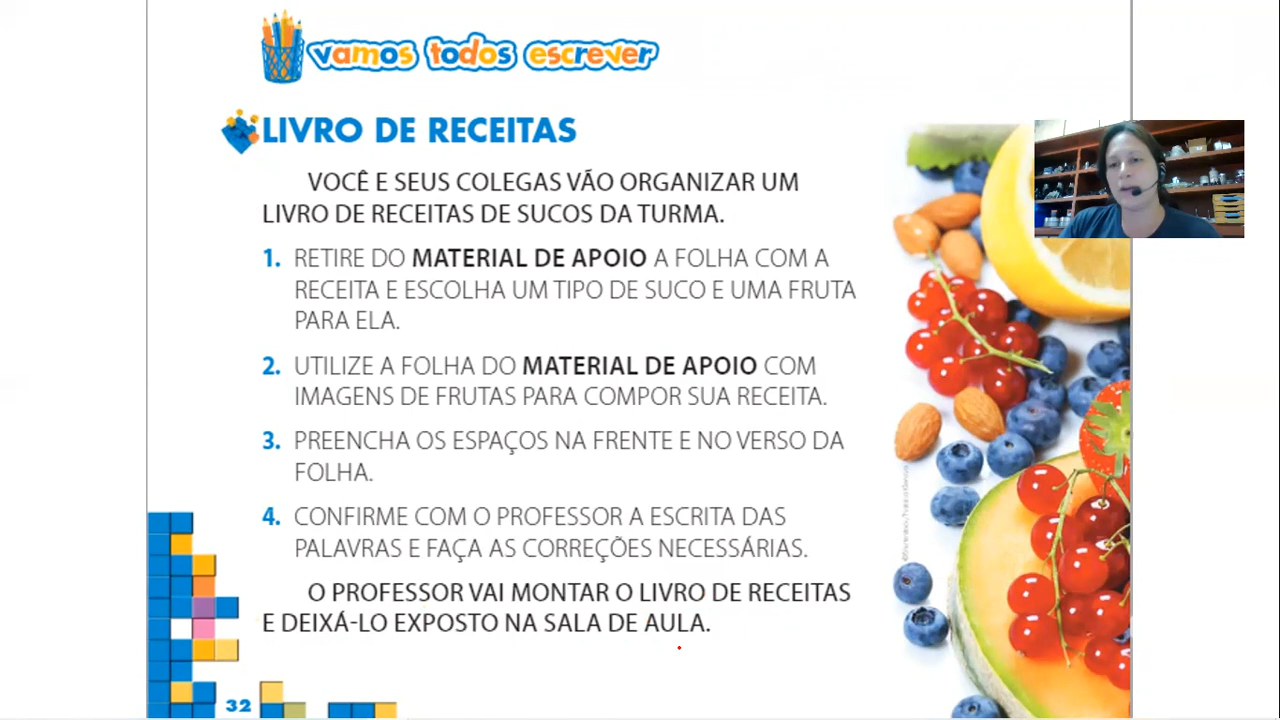 vamos todos escrever
LIVRO DE RECEITAS
VOCÊ E SEUS COLEGAS VÃO ORGANIZAR UM
LIVRO DE RECEITAS DE SUCOS DA TURMA.
1. RETIRE DO MATERIAL DE APOIO A FOLHA COM A
RECEITA E ESCOLHA UM TIPO DE SUCO E UMA FRUTA
PARA ELA.
2. UTILIZE A FOLHA DO MATERIAL DE APOIO COM
IMAGENS DE FRUTAS PARA COMPOR SUA RECEITA.
3. PREENCHA OS ESPAÇOS NA FRENTE E NO VERSO DA
FOLHA.
4. CONFIRME COM O PROFESSOR A ESCRITA DAS
PALAVRAS E FAÇA AS CORREÇÕES NECESSÁRIAS.
O PROFESSOR VAI MONTAR O LIVRO DE RECEITAS
E DEIXÁ-LO EXPOSTO NA SALA DE AULA.
32